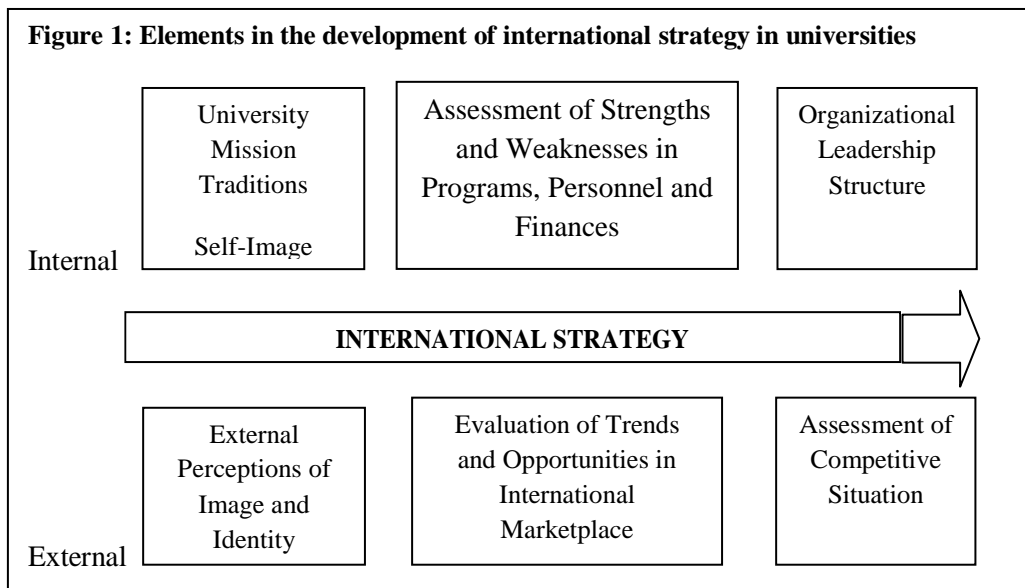 Figure 1: Elements in the development of international strategy in universities
University
Mission
Traditions
Self-Image
Assessment of Strengths
and Weaknesses in
Programs, Personnel and
Finances
Organizational
Leadership
Structure
Internal
INTERNATIONAL STRATEGY
External
Perceptions of
Image and
Identity
Evaluation of Trends
and Opportunities in
International
Marketplace
Assessment of
Competitive
Situation
External